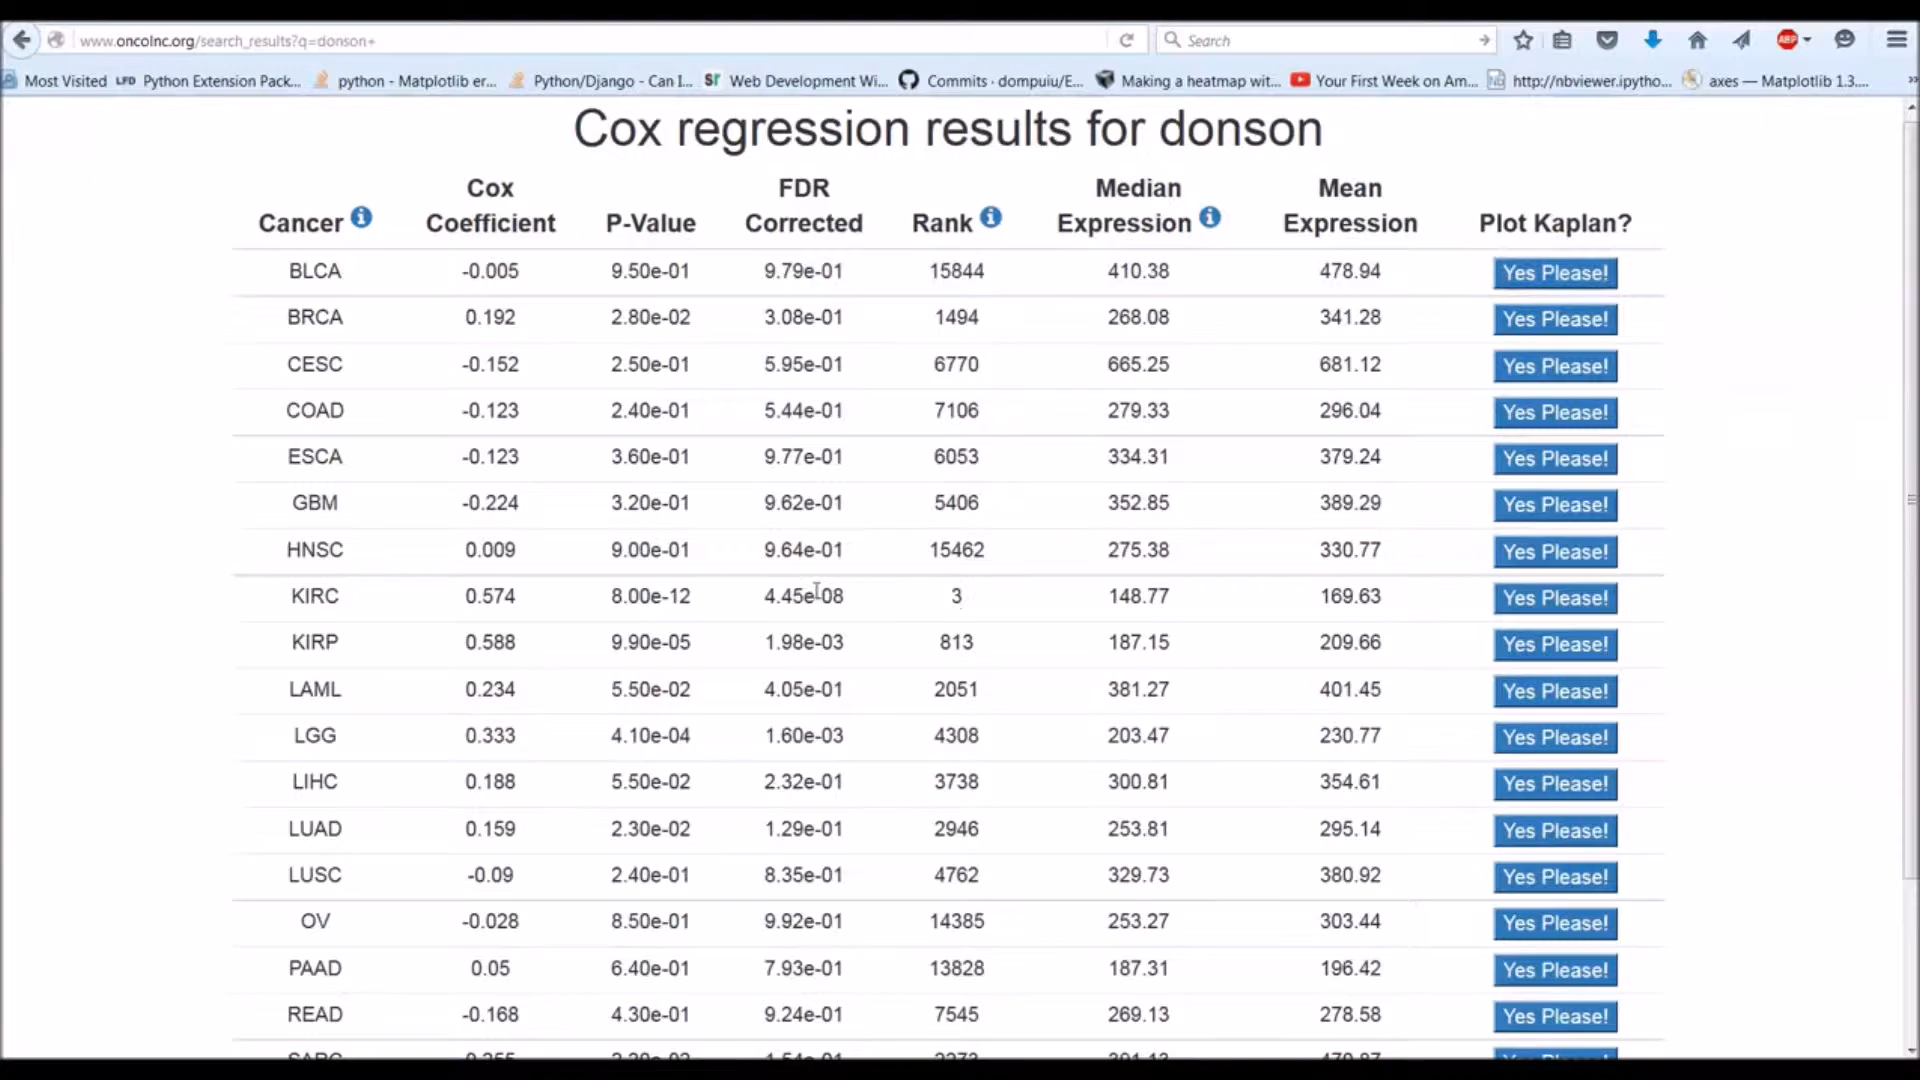 www.oncolnc.org/search_results?q=donson+
Search
Most Visited LFD Python Extension Pack... python - Matplotlib er... Python/Django - Can I... Sf Web Development Wi... Commits · dompuiu/E... Making a heatmap wit... Your First Week on Am... http://nbviewer.ipytho... axes — Matplotlib 1.3....
Cox regression results for donson
Cancer Cox Coefficient P-Value FDR Corrected Rank Median Expression Mean Expression Plot Kaplan?
BLCA -0.005 9.50e-01 9.79e-01 15844 410.38 478.94 Yes Please!
BRCA 0.192 2.80e-02 3.08e-01 1494 268.08 341.28 Yes Please!
CESC -0.152 2.50e-01 5.95e-01 6770 665.25 681.12 Yes Please!
COAD -0.123 2.40e-01 5.44e-01 7106 279.33 296.04 Yes Please!
ESCA -0.123 3.60e-01 9.77e-01 6053 334.31 379.24 Yes Please!
GBM -0.224 3.20e-01 9.62e-01 5406 352.85 389.29 Yes Please!
HNSC 0.009 9.00e-01 9.64e-01 15462 275.38 330.77 Yes Please!
KIRC 0.574 8.00e-12 4.45e-08 3 148.77 169.63 Yes Please!
KIRP 0.588 9.90e-05 1.98e-03 813 187.15 209.66 Yes Please!
LAML 0.234 5.50e-02 4.05e-01 2051 381.27 401.45 Yes Please!
LGG 0.333 4.10e-04 1.60e-03 4308 203.47 230.77 Yes Please!
LIHC 0.188 5.50e-02 2.32e-01 3738 300.81 354.61 Yes Please!
LUAD 0.159 2.30e-02 1.29e-01 2946 253.81 295.14 Yes Please!
LUSC -0.09 2.40e-01 8.35e-01 4762 329.73 380.92 Yes Please!
OV -0.028 8.50e-01 9.92e-01 14385 253.27 303.44 Yes Please!
PAAD 0.05 6.40e-01 7.93e-01 13828 187.31 196.42 Yes Please!
READ -0.168 4.30e-01 9.24e-01 7545 269.13 278.58 Yes Please!